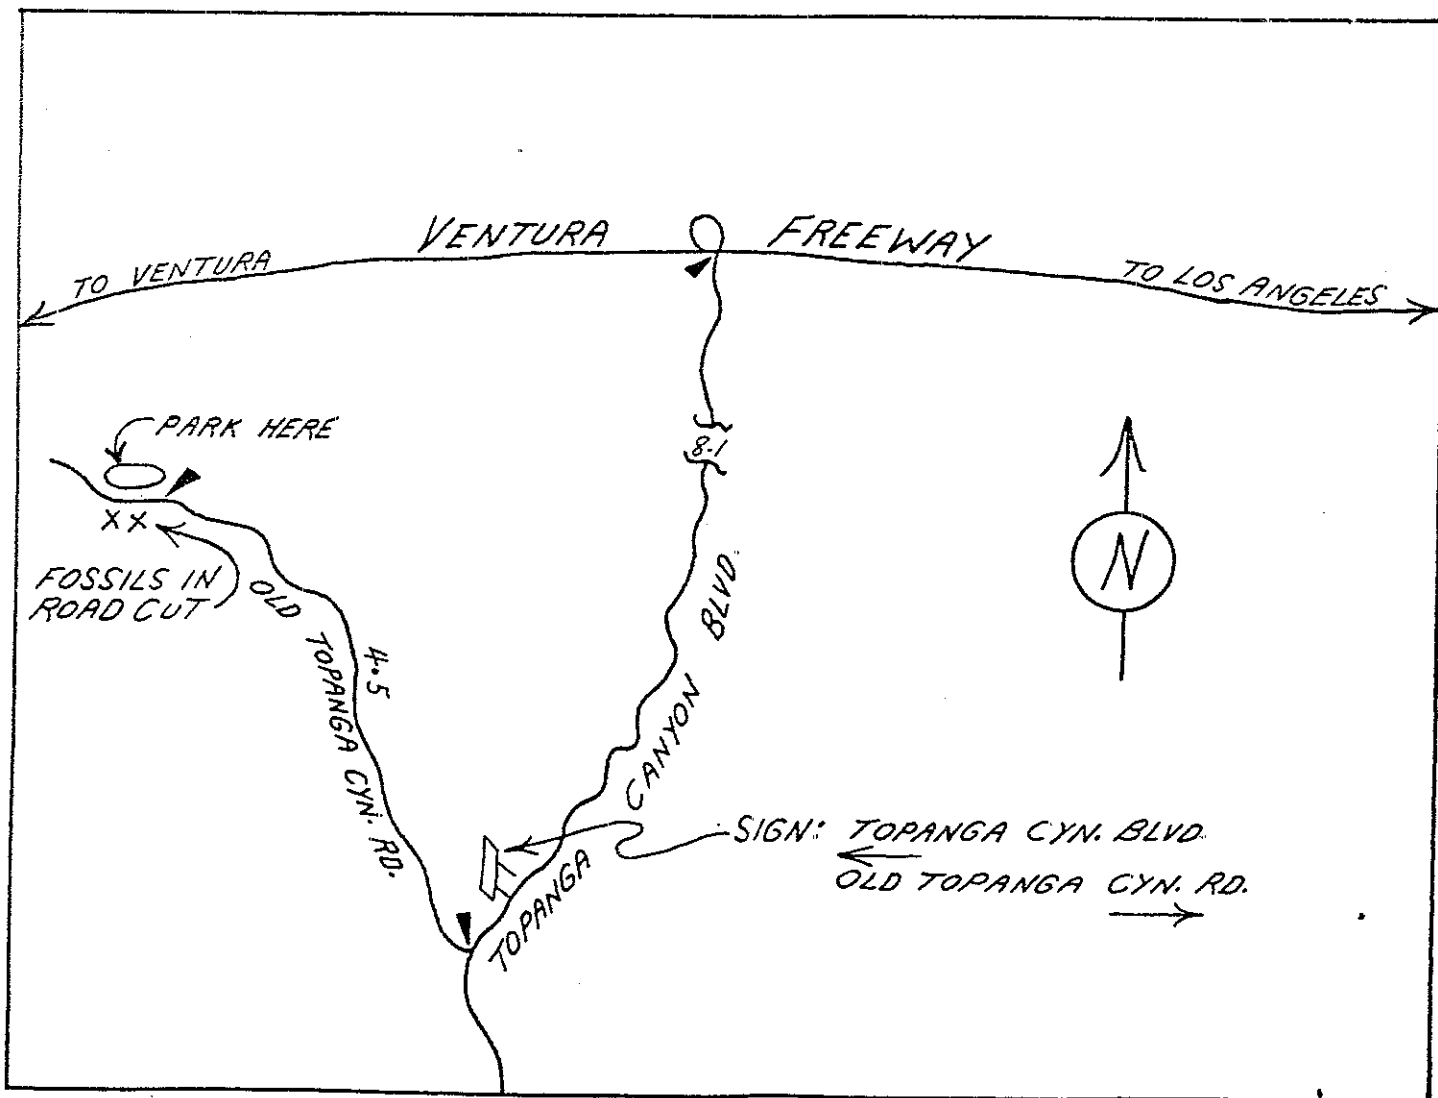 VENTURA FREEWAY
TO VENTURA
TO LOS ANGELES
PARK HERE
8.1
XX
N
FOSSILS IN
ROAD CUT
OLD TOPANGA CYN. RD.
4.5
TOPANGA CANYON BLVD.
SIGN: TOPANGA CYN. BLVD.
OLD TOPANGA CYN. RD.